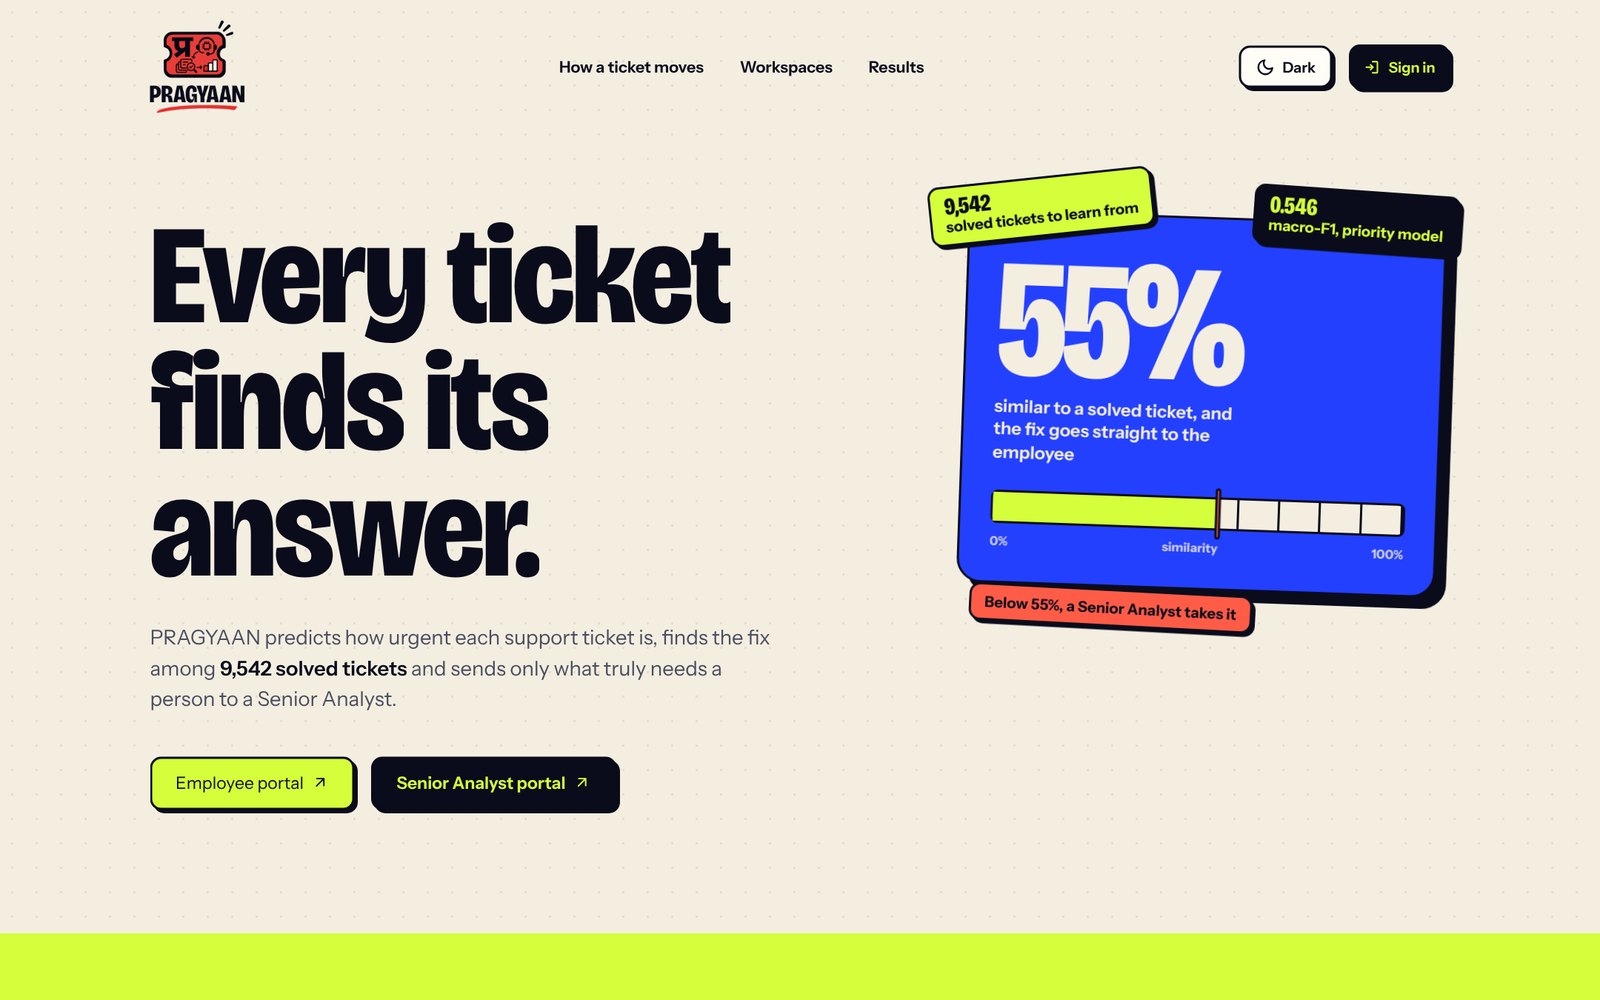 प्र
PRAGYAAN
How a ticket moves
Workspaces
Results
Dark
Sign in
Every ticket
finds its
answer.
PRAGYAAN predicts how urgent each support ticket is, finds the fix
among 9,542 solved tickets and sends only what truly needs a
person to a Senior Analyst.
Employee portal
Senior Analyst portal
9,542
solved tickets to learn from
0.546
macro-F1, priority model
55%
similar to a solved ticket, and
the fix goes straight to the
employee
0%
similarity
100%
Below 55%, a Senior Analyst takes it